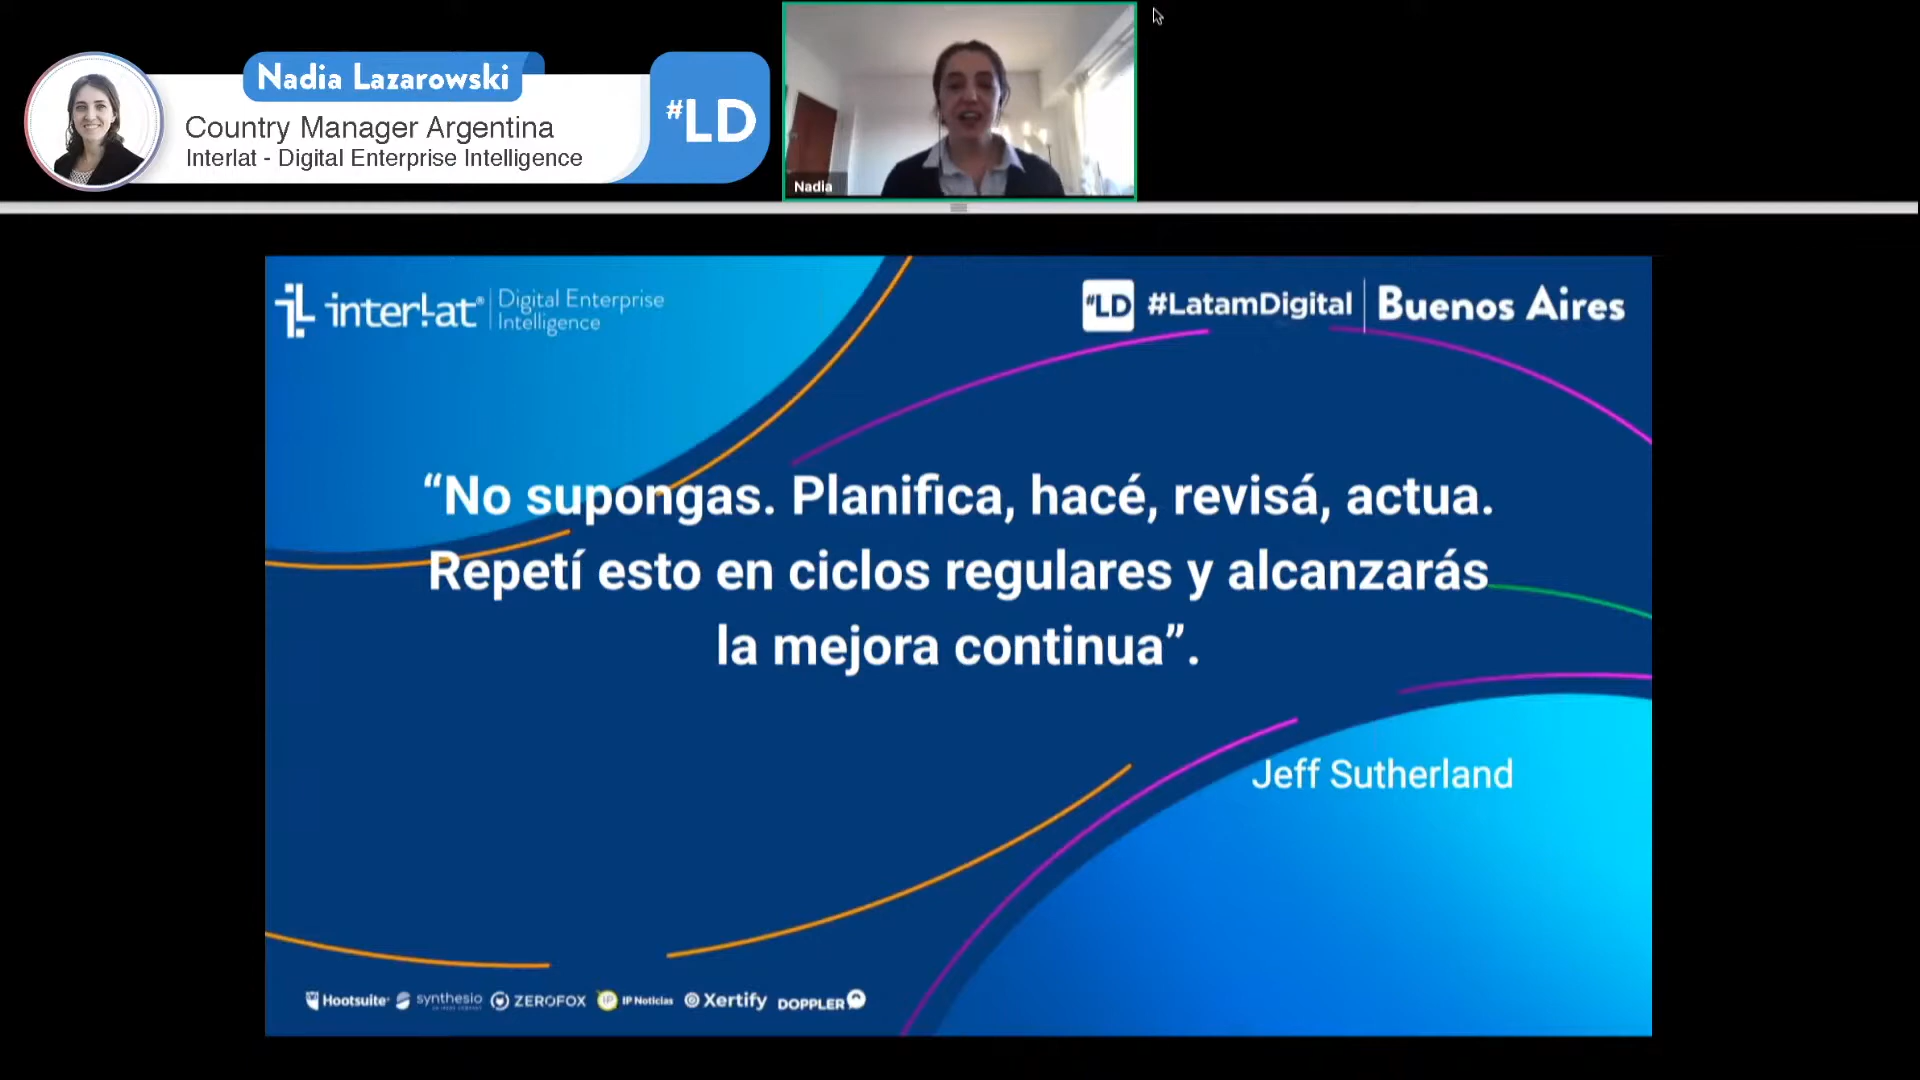 Nadia Lazarowski
Country Manager Argentina
Interlat - Digital Enterprise Intelligence
#LD
Nadia
interlat® Digital Enterprise
Intelligence
#LD #LatamDigital Buenos Aires
“No supongas. Planifica, hacé, revisá, actua.
Repetí esto en ciclos regulares y alcanzarás
la mejora continua”.
Jeff Sutherland
Hootsuite synthesio ZEROFOX IP IP Noticias Xertify DOPPLER